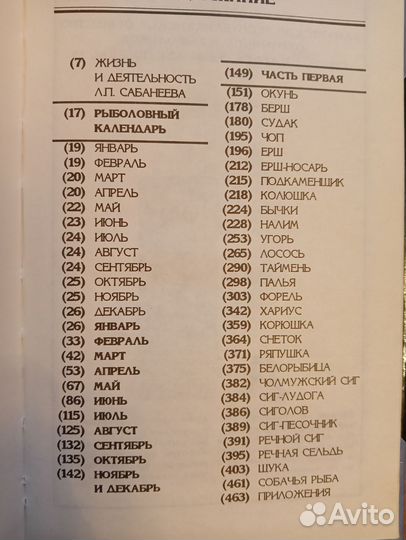 (7) ЖИЗНЬ
И ДЕЯТЕЛЬНОСТЬ
Л.П. САБАНЕЕВА
(17) РЫБОЛОВНЫЙ
КАЛЕНДАРЬ
(19) ЯНВАРЬ
(19) ФЕВРАЛЬ
(20) МАРТ
(20) АПРЕЛЬ
(22) МАЙ
(23) ИЮНЬ
(24) ИЮЛЬ
(24) АВГУСТ
(24) СЕНТЯБРЬ
(25) ОКТЯБРЬ
(25) НОЯБРЬ
(26) ДЕКАБРЬ
(26) ЯНВАРЬ
(33) ФЕВРАЛЬ
(42) МАРТ
(53) АПРЕЛЬ
(67) МАЙ
(86) ИЮНЬ
(115) ИЮЛЬ
(125) АВГУСТ
(132) СЕНТЯБРЬ
(135) ОКТЯБРЬ
(142) НОЯБРЬ
И ДЕКАБРЬ
(149) ЧАСТЬ ПЕРВАЯ
(151) ОКУНЬ
(178) БЕРШ
(180) СУДАК
(195) ЧОП
(196) ЕРШ
(212) ЕРШ-НОСАРЬ
(215) ПОДКАМЕНЩИК
(218) КОЛЮШКА
(224) БЫЧКИ
(228) НАЛИМ
(253) УГОРЬ
(265) ЛОСОСЬ
(290) ТАЙМЕНЬ
(298) ПАЛЬЯ
(303) ФОРЕЛЬ
(342) ХАРИУС
(359) КОРЮШКА
(364) СНЕТОК
(371) РЯПУШКА
(375) БЕЛОРЫБИЦА
(382) ЧОЛМУЖСКИЙ СИГ
(384) СИГ-ЛУДОГА
(386) СИГОЛОВ
(389) СИГ-ПЕСОЧНИК
(391) РЕЧНОЙ СИГ
(395) РЕЧНАЯ СЕЛЬДЬ
(403) ЩУКА
(461) СОБАЧЬЯ РЫБА
(463) ПРИЛОЖЕНИЯ
Avito